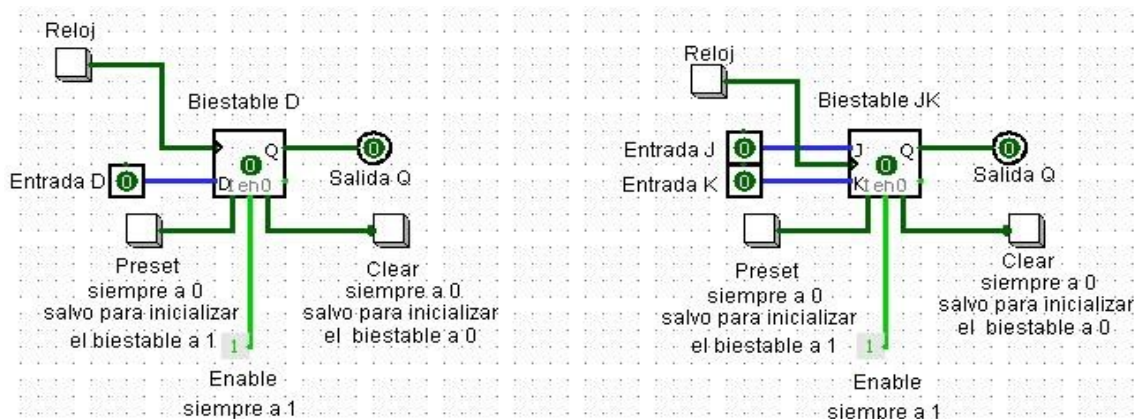 Reloj
Biestable D
Q
0
0
Salida Q
Entrada D
0
D
1 en 0
Preset
siempre a 0
salvo para inicializar
el biestable a 1
Clear
siempre a 0
salvo para inicializar
el biestable a 0
1
Enable
siempre a 1
Reloj
Biestable JK
Entrada J
0
J
Q
0
0
Salida Q
Entrada K
0
K
1 en 0
Preset
siempre a 0
salvo para inicializar
el biestable a 1
Clear
siempre a 0
salvo para inicializar
el biestable a 0
1
Enable
siempre a 1